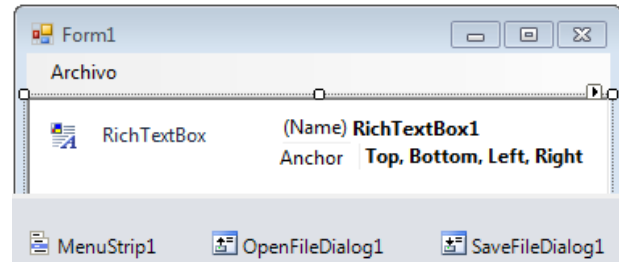 Form1
Archivo
RichTextBox (Name) RichTextBox1
Anchor Top, Bottom, Left, Right
MenuStrip1 OpenFileDialog1 SaveFileDialog1